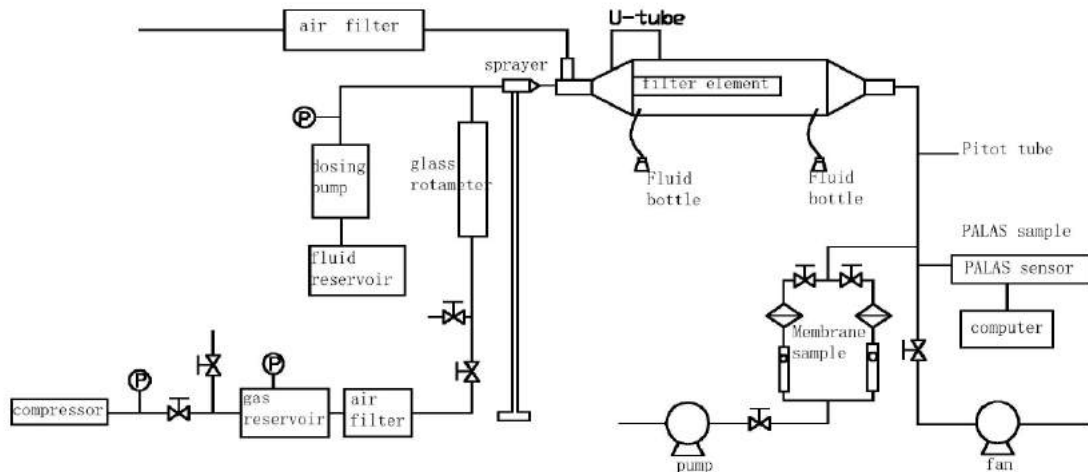 U-tube
air filter
sprayer
filter element
P
dosing
pump
glass
rotameter
Fluid
bottle
Fluid
bottle
Pitot tube
fluid
reservoir
PALAS sample
PALAS sensor
computer
Membrane
sample
P
P
compressor
gas
reservoir
air
filter
pump
fan